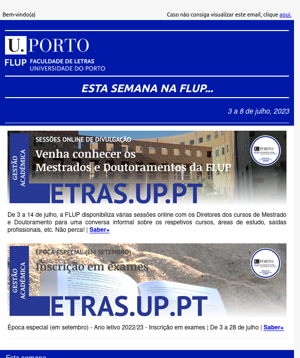 Bem-vindo(a)
Caso não consiga visualizar este email, clique aqui.
U.PORTO
FLUP FACULDADE DE LETRAS
UNIVERSIDADE DO PORTO
ESTA SEMANA NA FLUP...
3 a 8 de julho, 2023
GESTÃO
ACADÉMICA
SESSÕES ONLINE DE DIVULGAÇÃO
Venha conhecer os
Mestrados e Doutoramentos da FLUP
ETRAS.UP.PT
De 3 a 14 de julho, a FLUP disponibiliza várias sessões online com os Diretores dos cursos de Mestrado
e Doutoramento para uma conversa informal sobre os respetivos cursos, áreas de estudo, saídas
profissionais, etc. Não perca! | Saber+
GESTÃO
ACADÉMICA
ÉPOCA ESPECIAL (EM SETEMBRO)
Inscrição em exames
ETRAS.UP.PT
Época especial (em setembro) - Ano letivo 2022/23 - Inscrição em exames | De 3 a 28 de julho | Saber+
Esta semana